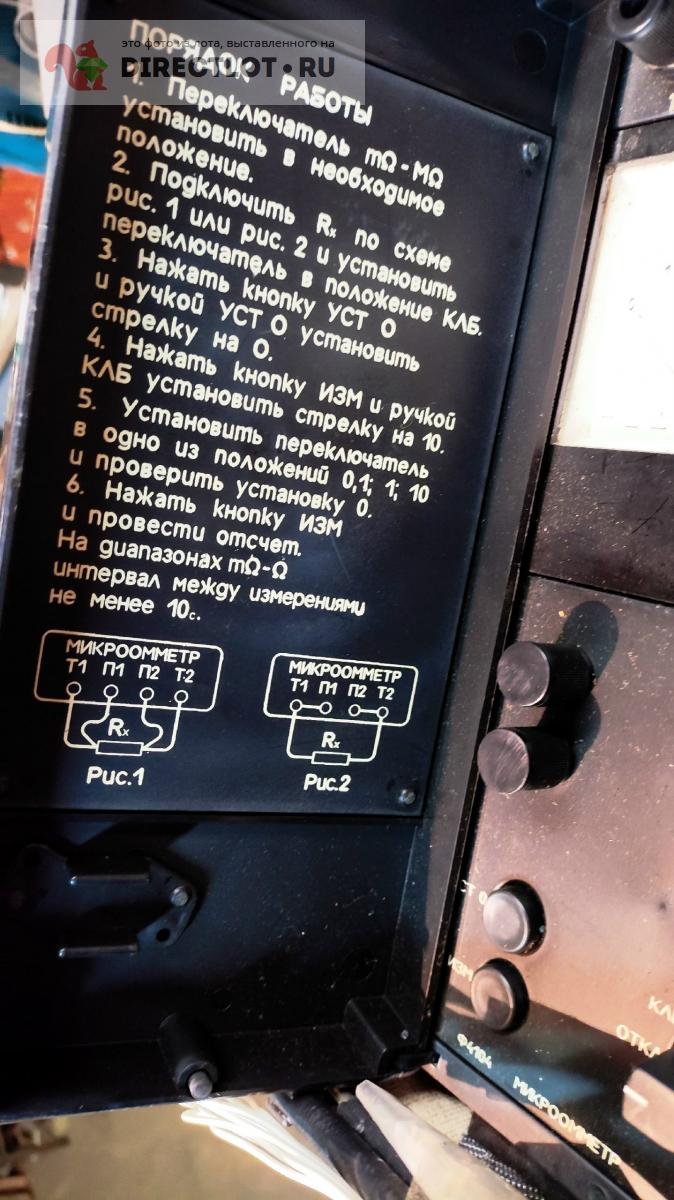 это фото из лота, выставленного на
DIRECTLOT.RU
ПОРЯДОК РАБОТЫ
1. Переключатель mΩ-MΩ
установить в необходимое
положение.
2. Подключить Rx по схеме
рис. 1 или рис. 2 и установить
переключатель в положение КЛБ.
3. Нажать кнопку УСТ 0
и ручкой УСТ 0 установить
стрелку на 0.
4. Нажать кнопку ИЗМ и ручкой
КЛБ установить стрелку на 10.
5. Установить переключатель
в одно из положений 0,1; 1; 10
и проверить установку 0.
6. Нажать кнопку ИЗМ
и провести отсчет.
На диапазонах mΩ-Ω
интервал между измерениями
не менее 10с.
МИКРООММЕТР
Т1 П1 П2 Т2
Rx
Рис.1
МИКРООММЕТР
Т1 П1 П2 Т2
Rx
Рис.2
ИЗМ
Ф4104 МИКРООММЕТР